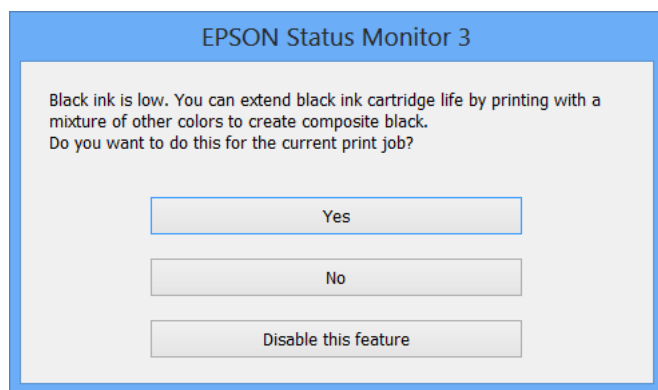 EPSON Status Monitor 3
Black ink is low. You can extend black ink cartridge life by printing with a
mixture of other colors to create composite black.
Do you want to do this for the current print job?
Yes
No
Disable this feature